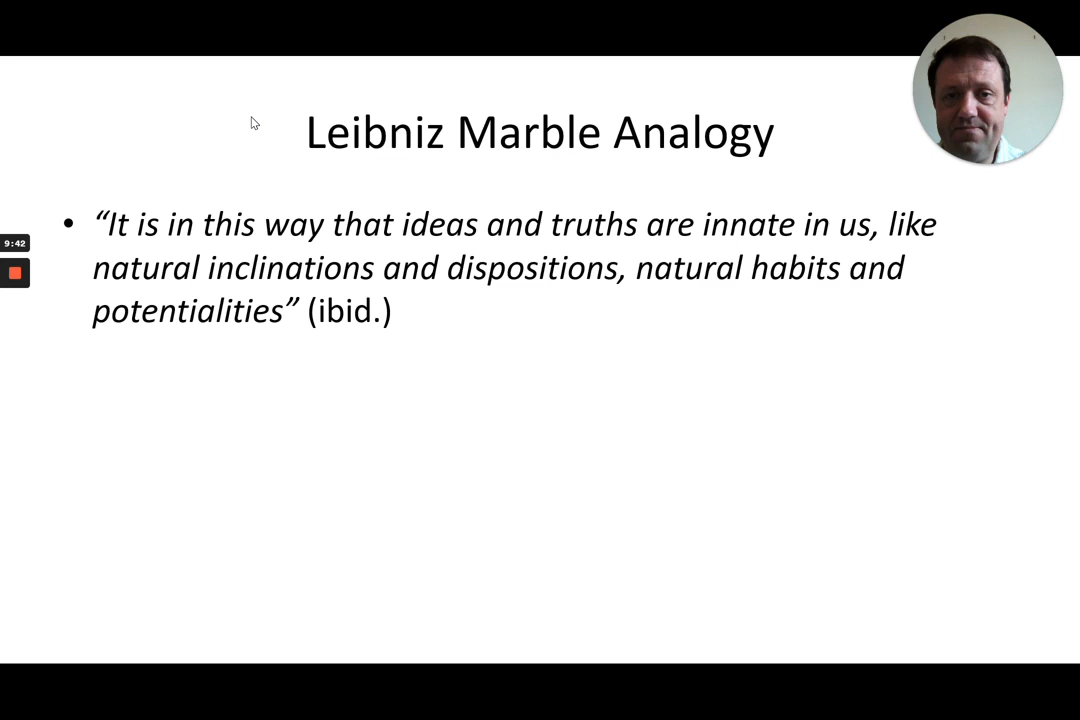 Leibniz Marble Analogy
• “It is in this way that ideas and truths are innate in us, like
natural inclinations and dispositions, natural habits and
potentialities” (ibid.)
9:42